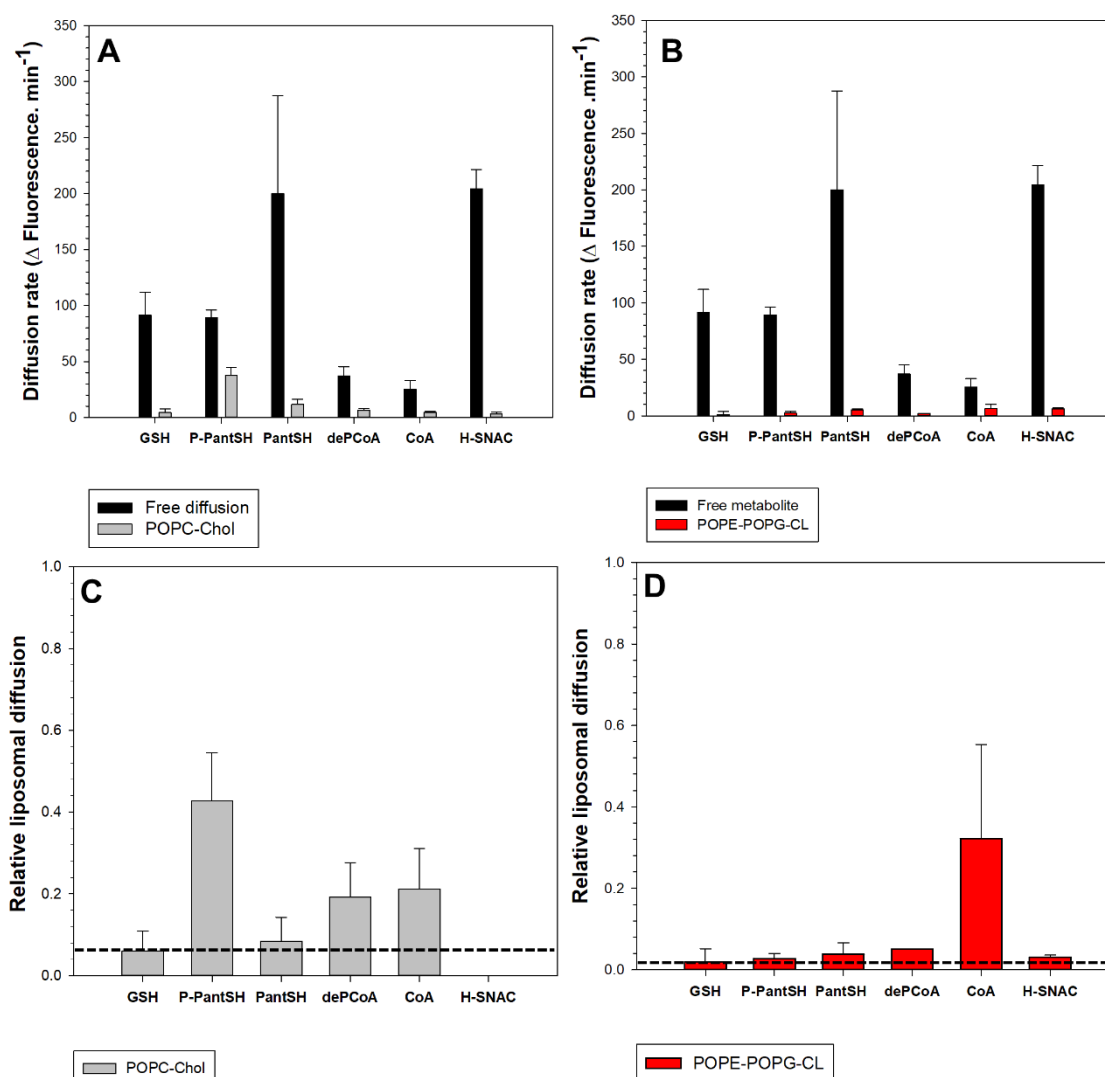 A
Diffusion rate (Δ Fluorescence. min-1)
350
300
250
200
150
100
50
0
GSH P-PantSH PantSH dePCoA CoA H-SNAC
Free diffusion
POPC-Chol
B
Diffusion rate (Δ Fluorescence .min-1)
350
300
250
200
150
100
50
0
GSH P-PantSH PantSH dePCoA CoA H-SNAC
Free metabolite
POPE-POPG-CL
C
Relative liposomal diffusion
1.0
0.8
0.6
0.4
0.2
0.0
GSH P-PantSH PantSH dePCoA CoA H-SNAC
POPC-Chol
D
Relative liposomal diffusion
1.0
0.8
0.6
0.4
0.2
0.0
GSH P-PantSH PantSH dePCoA CoA H-SNAC
POPE-POPG-CL